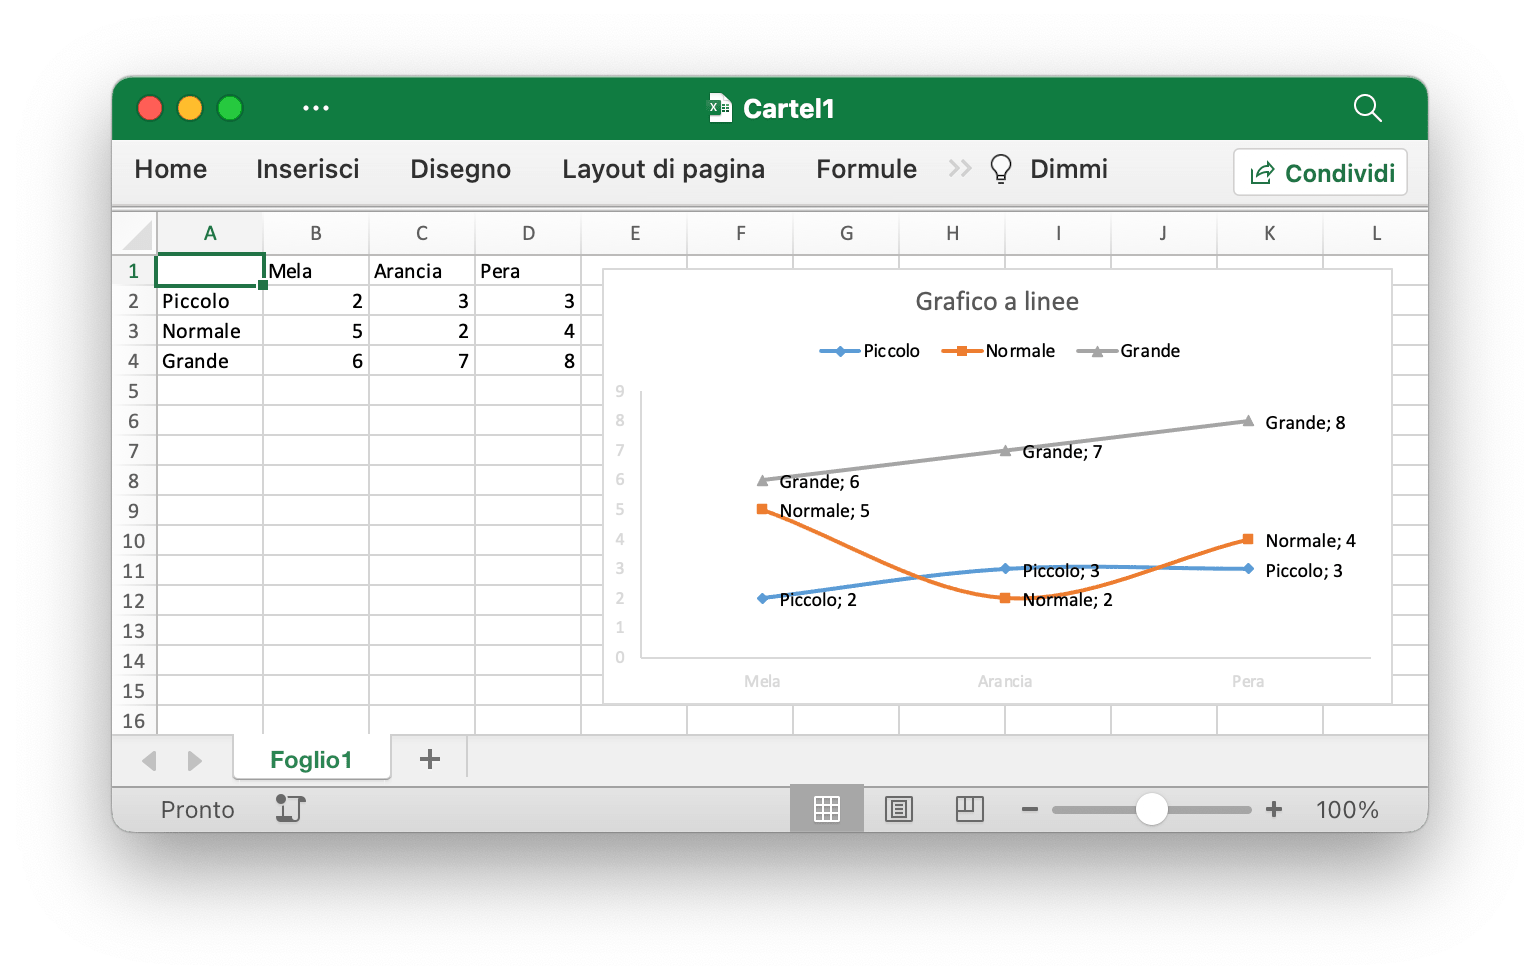 Cartel1
Home Inserisci Disegno Layout di pagina Formule Dimmi Condividi
A B C D E F G H I J K L
1 Mela Arancia Pera
2 Piccolo 2 3 3
3 Normale 5 2 4
4 Grande 6 7 8
5
6
7
8
9
10
11
12
13
14
15
16
Grafico a linee
Piccolo Normale Grande
9
8 Grande; 8
7 Grande; 7
6 Grande; 6
5 Normale; 5
4 Normale; 4
3 Piccolo; 3 Piccolo; 3
2 Piccolo; 2 Normale; 2
1
0
Mela Arancia Pera
Foglio1
Pronto 100%